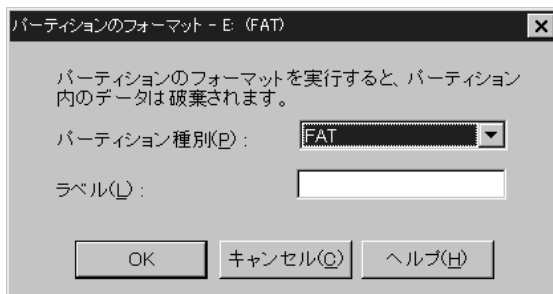 パーティションのフォーマット - E: (FAT)
パーティションのフォーマットを実行すると、パーティション
内のデータは破棄されます。
パーティション種別(P) : FAT
ラベル(L) :
OK キャンセル(C) ヘルプ(H)